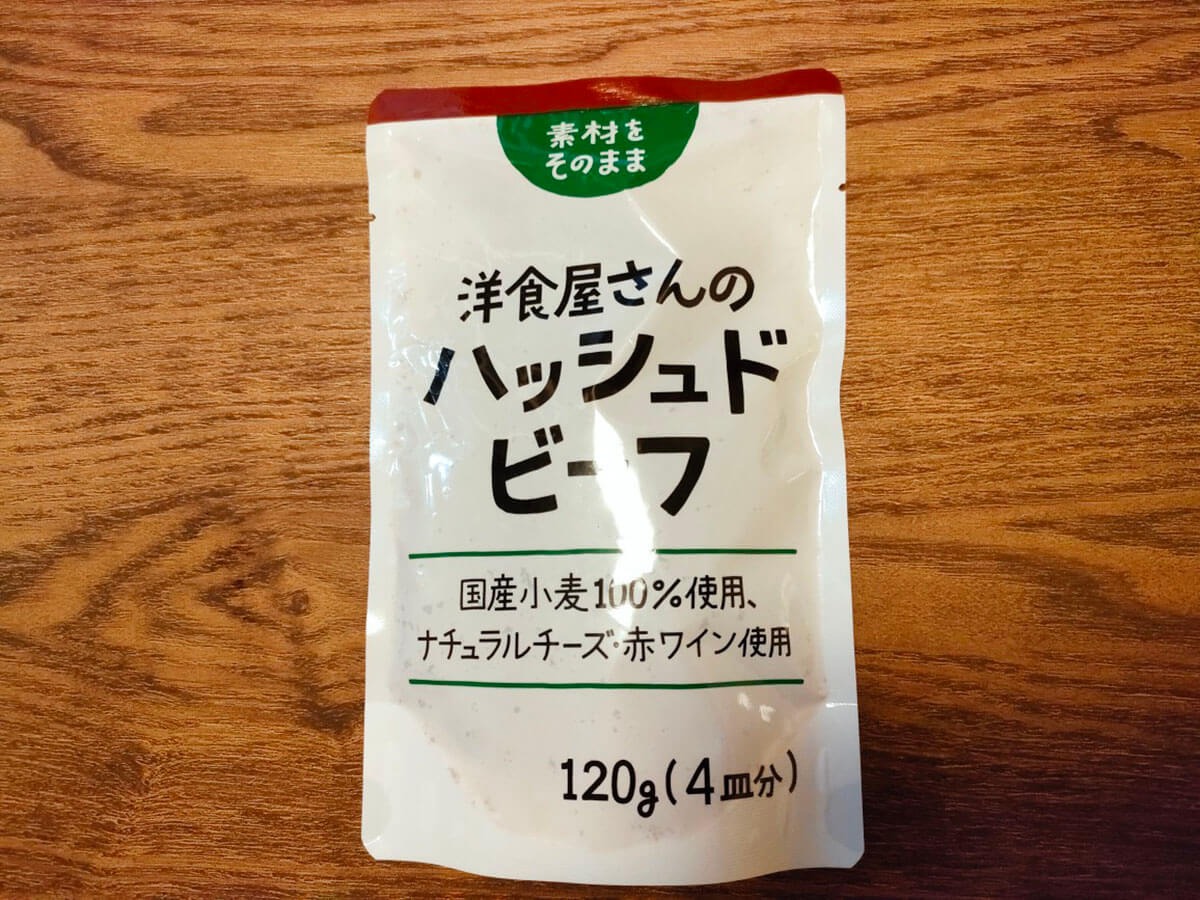 素材を
そのまま
洋食屋さんの
ハッシュド
ビーフ
国産小麦100%使用、
ナチュラルチーズ・赤ワイン使用
120g(4皿分)